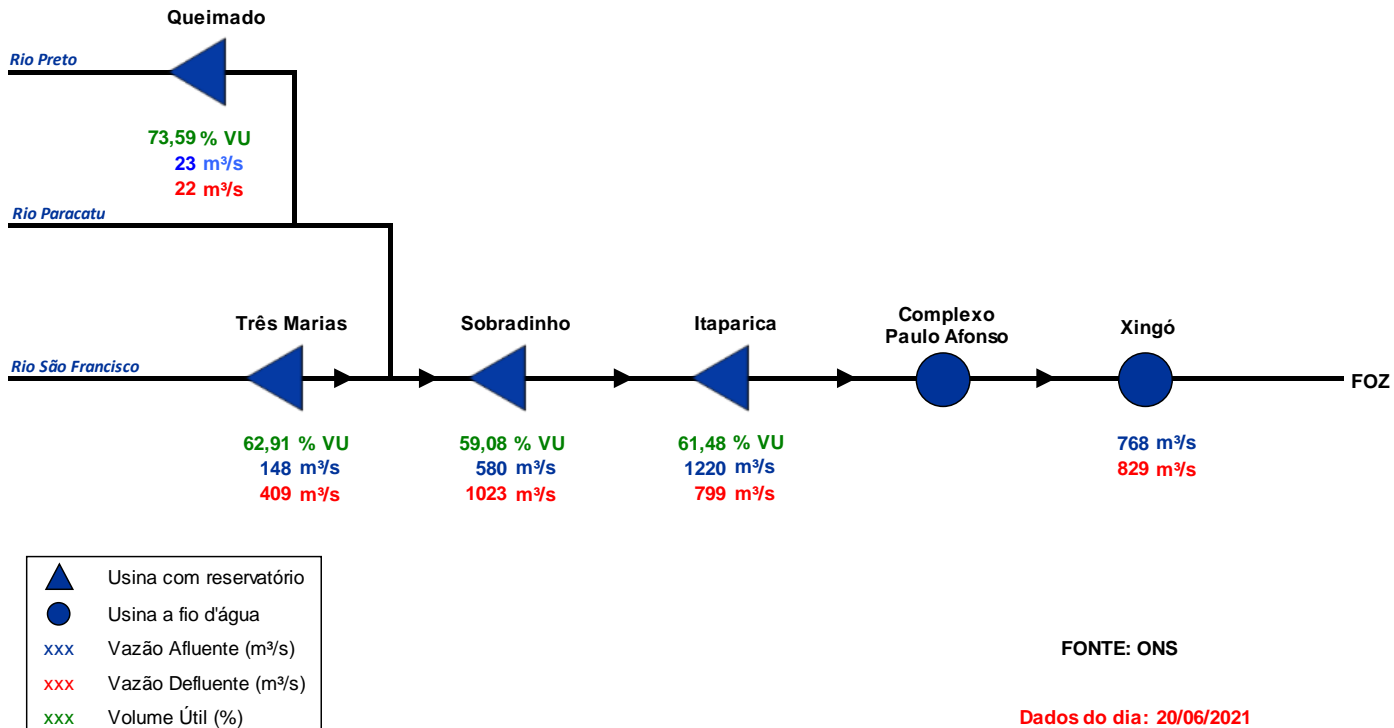 Queimado
Rio Preto
73,59 % VU
23 m³/s
22 m³/s
Rio Paracatu
Três Marias
Sobradinho
Itaparica
Complexo
Paulo Afonso
Xingó
Rio São Francisco
FOZ
62,91 % VU
148 m³/s
409 m³/s
59,08 % VU
580 m³/s
1023 m³/s
61,48 % VU
1220 m³/s
799 m³/s
768 m³/s
829 m³/s
Usina com reservatório
Usina a fio d'água
xxx Vazão Afluente (m³/s)
xxx Vazão Defluente (m³/s)
xxx Volume Útil (%)
FONTE: ONS
Dados do dia: 20/06/2021